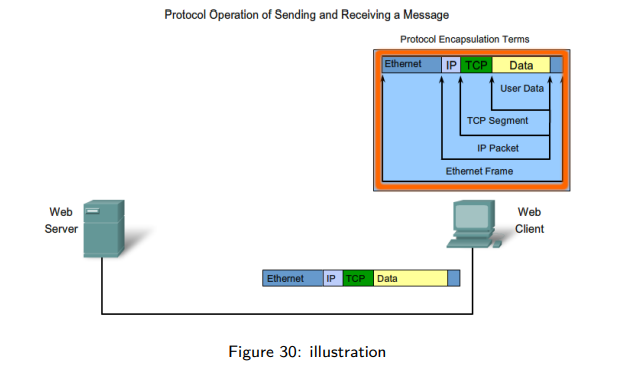 Protocol Operation of Sending and Receiving a Message
Protocol Encapsulation Terms
Ethernet IP TCP Data
User Data
TCP Segment
IP Packet
Ethernet Frame
Web
Server
Web
Client
Ethernet IP TCP Data
Figure 30: illustration